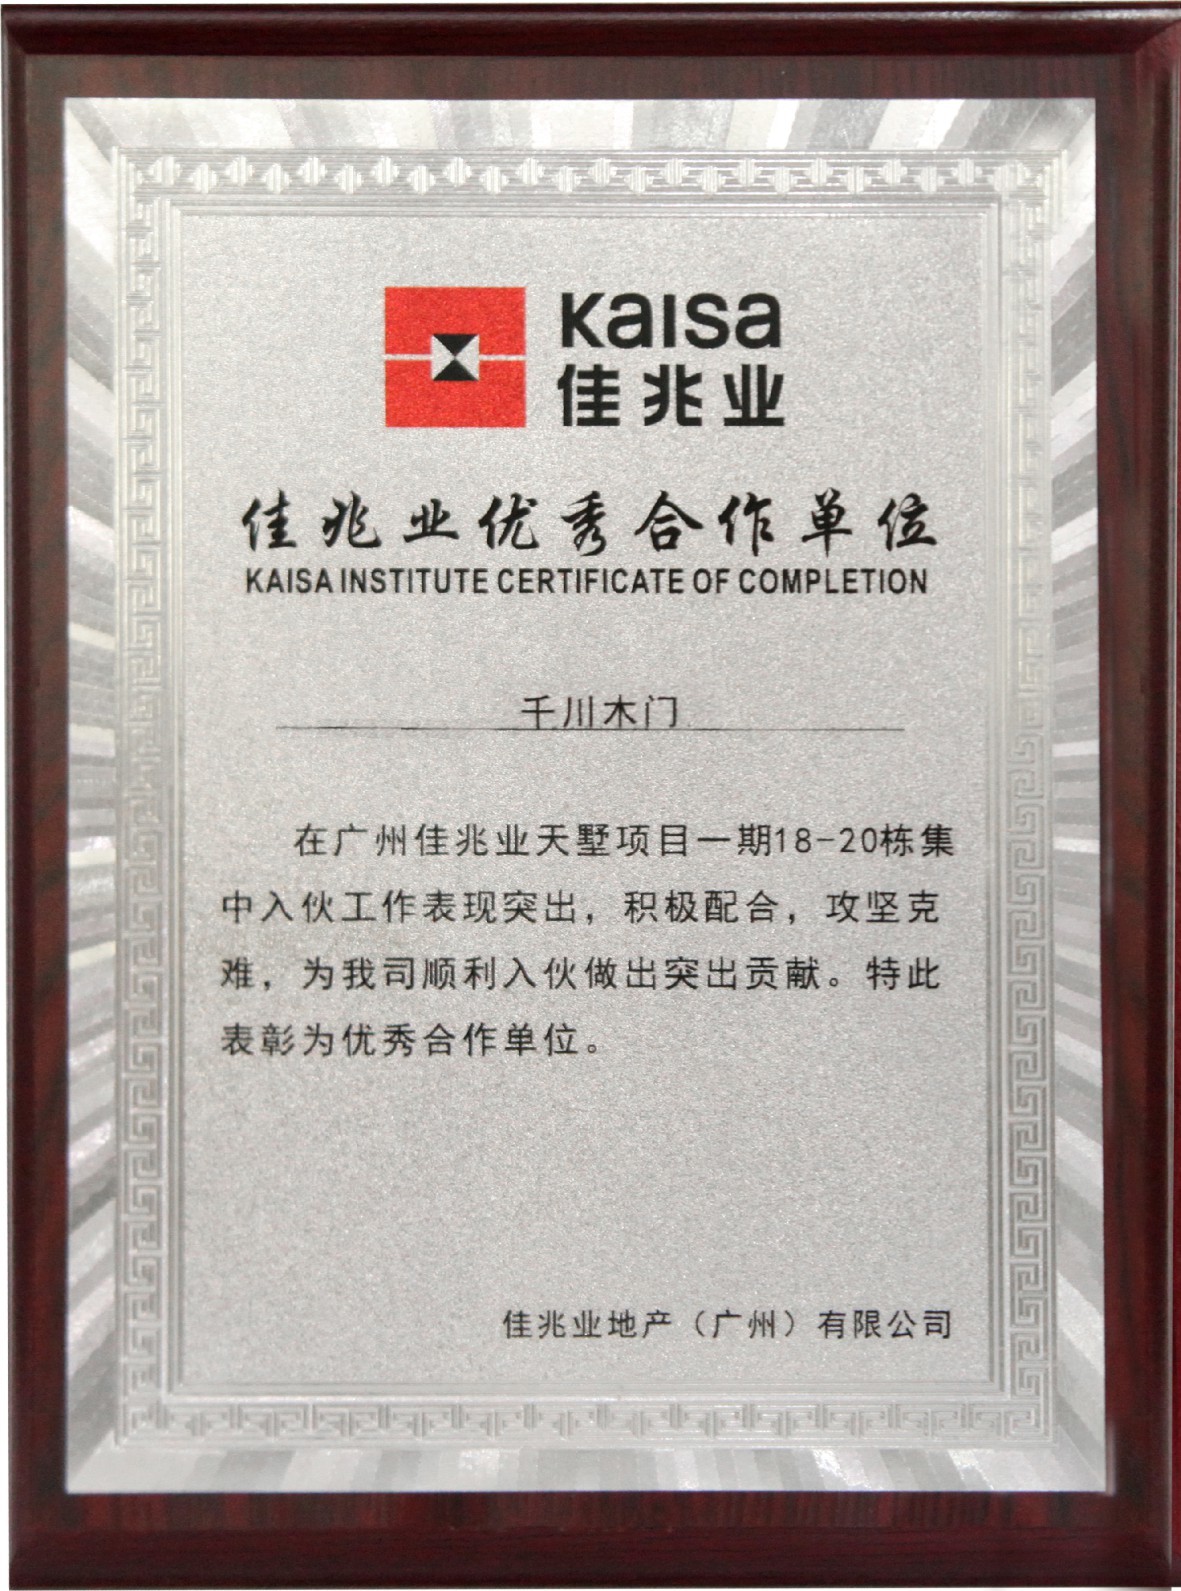 Kaisa
佳兆业
佳兆业优秀合作单位
KAISA INSTITUTE CERTIFICATE OF COMPLETION
千川木门
在广州佳兆业天墅项目一期18-20栋集
中入伙工作表现突出，积极配合，攻坚克
难，为我司顺利入伙做出突出贡献。特此
表彰为优秀合作单位。
佳兆业地产（广州）有限公司